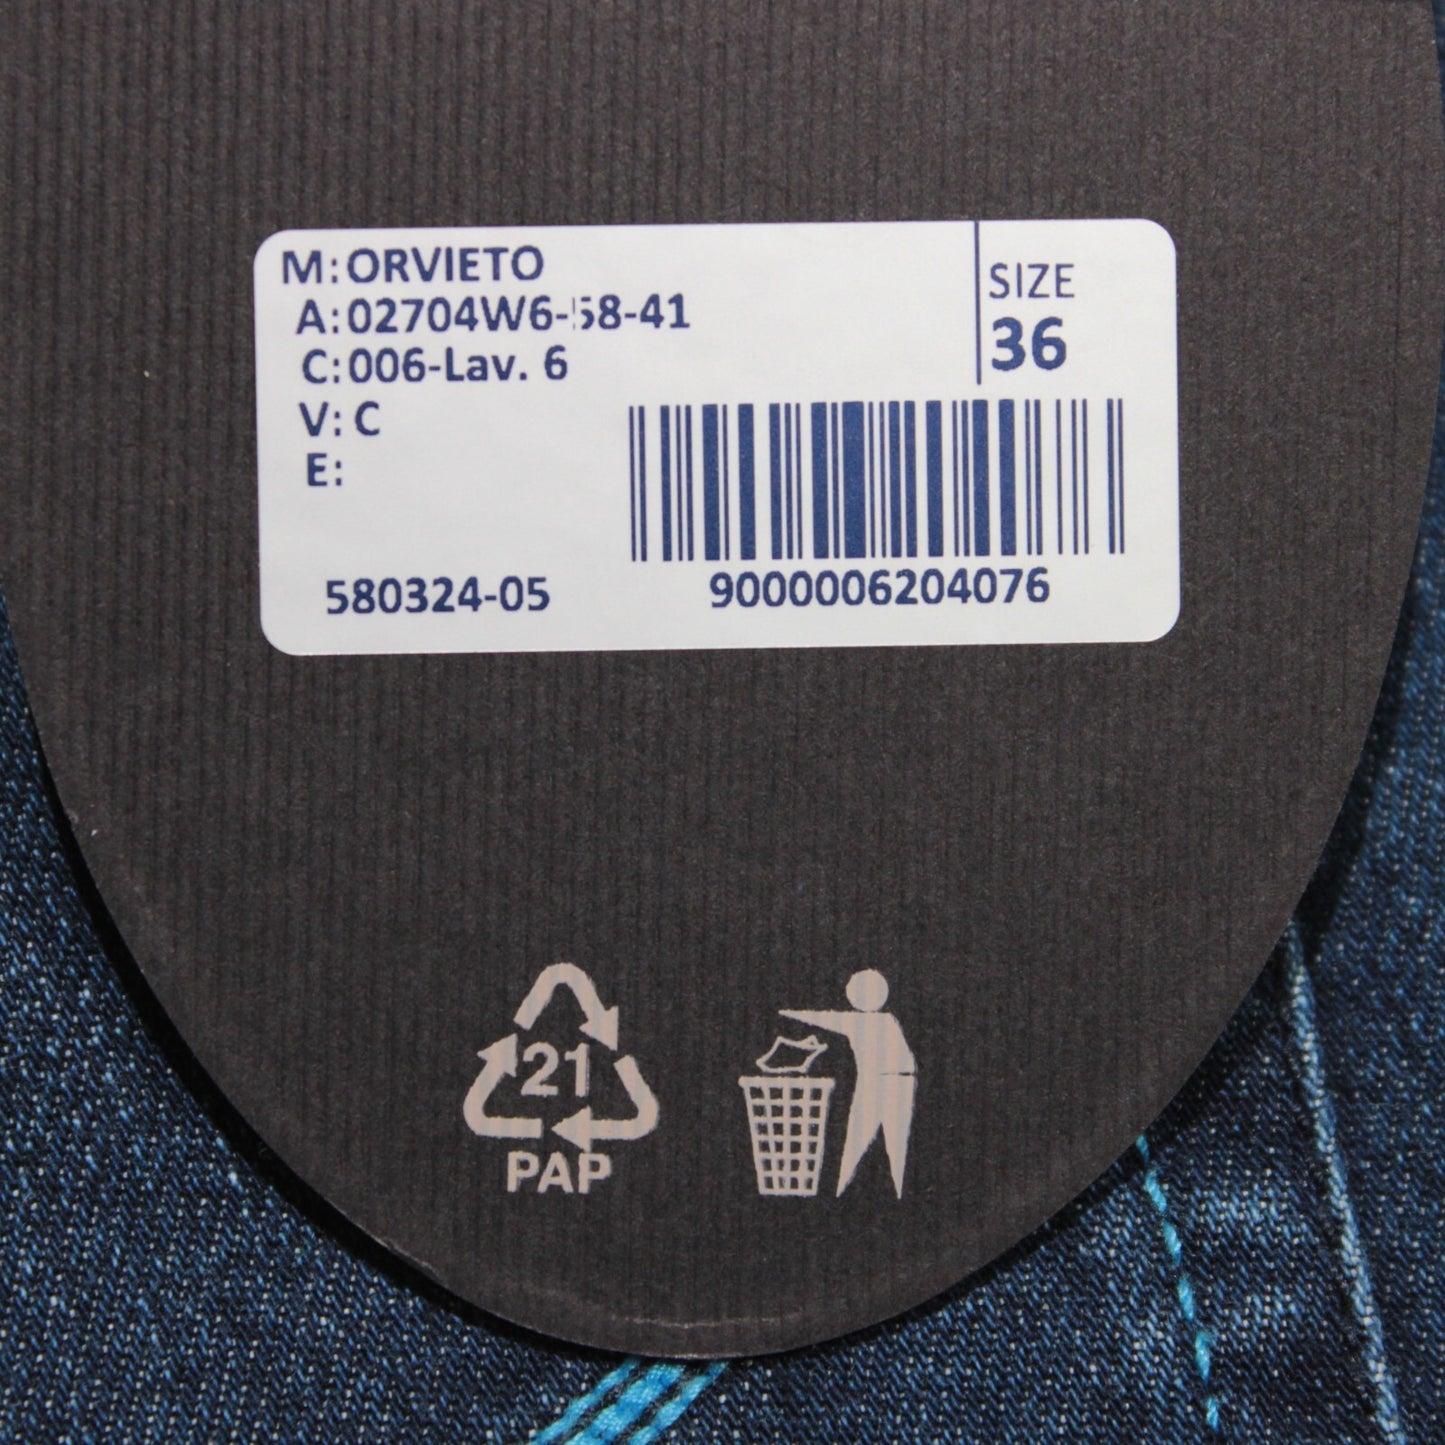 M: ORVIETO
A: 02704W6-58-41
C: 006-Lav. 6
V: C
E:
SIZE
36
580324-05
9000006204076
21
PAP